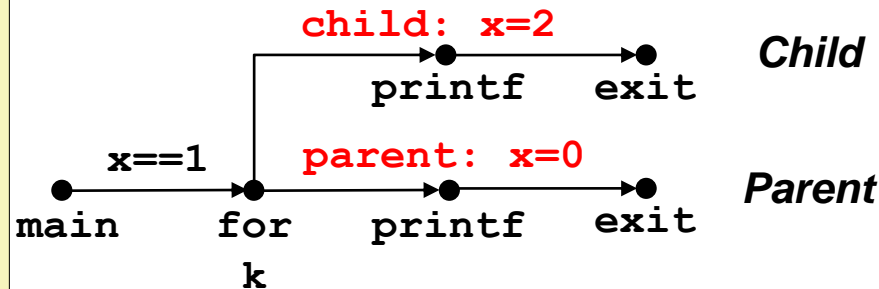 child: x=2
Child
printf
exit
x==1
parent: x=0
Parent
main
for
k
printf
exit